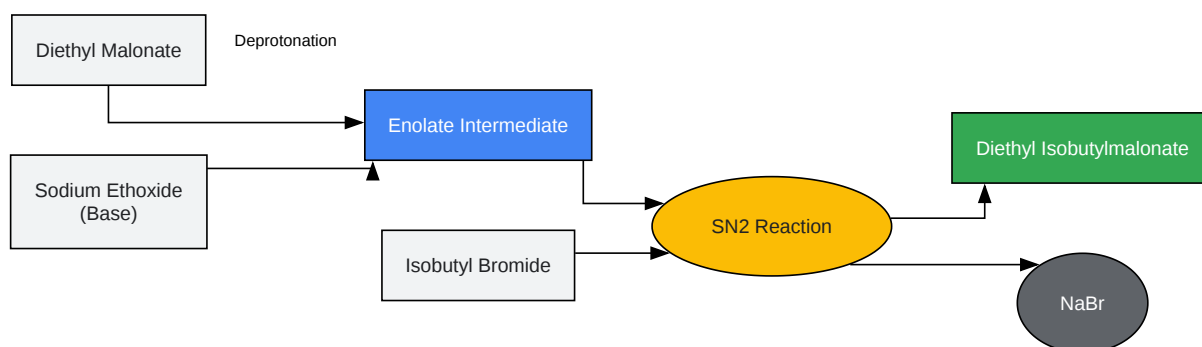 Diethyl Malonate
Deprotonation
Enolate Intermediate
Diethyl Isobutylmalonate
Sodium Ethoxide
(Base)
SN2 Reaction
Isobutyl Bromide
NaBr